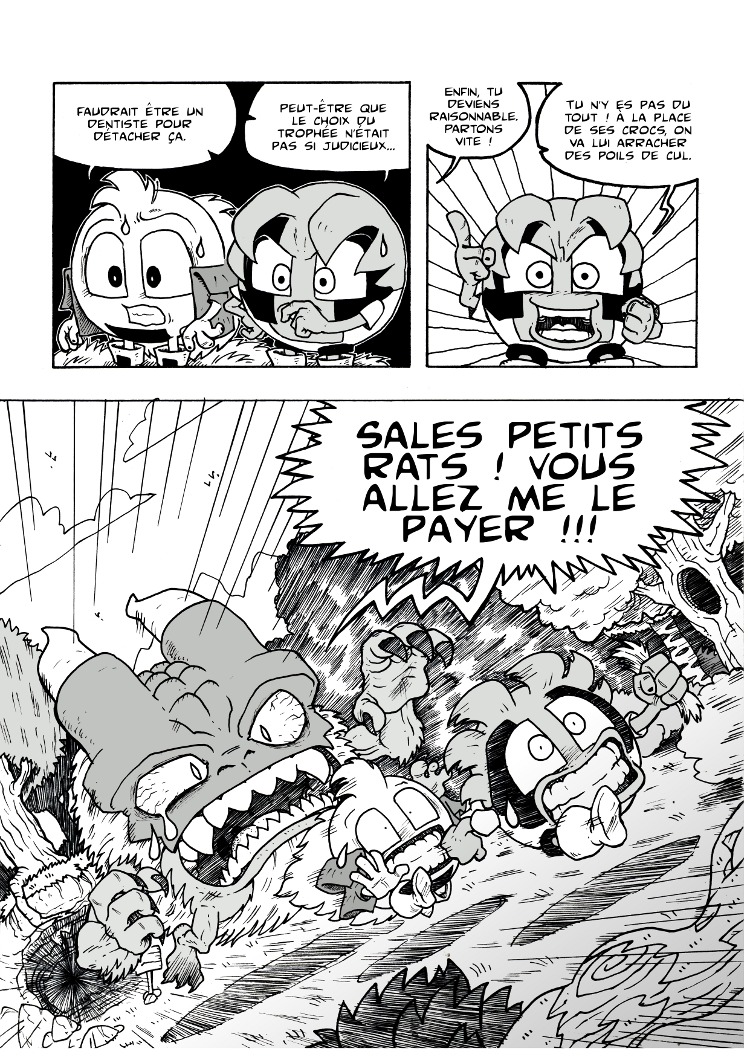 FAUDRAIT ÊTRE UN
DENTISTE POUR
DÉTACHER ÇA.
PEUT-ÊTRE QUE
LE CHOIX DU
TROPHÉE N'ÉTAIT
PAS SI JUDICIEUX...
ENFIN, TU
DEVIENS
RAISONNABLE.
PARTONS
VITE !
TU N'Y ES PAS DU
TOUT ! À LA PLACE
DE SES CROCS, ON
VA LUI ARRACHER
DES POILS DE CUL.
SALES PETITS
RATS ! VOUS
ALLEZ ME LE
PAYER !!!